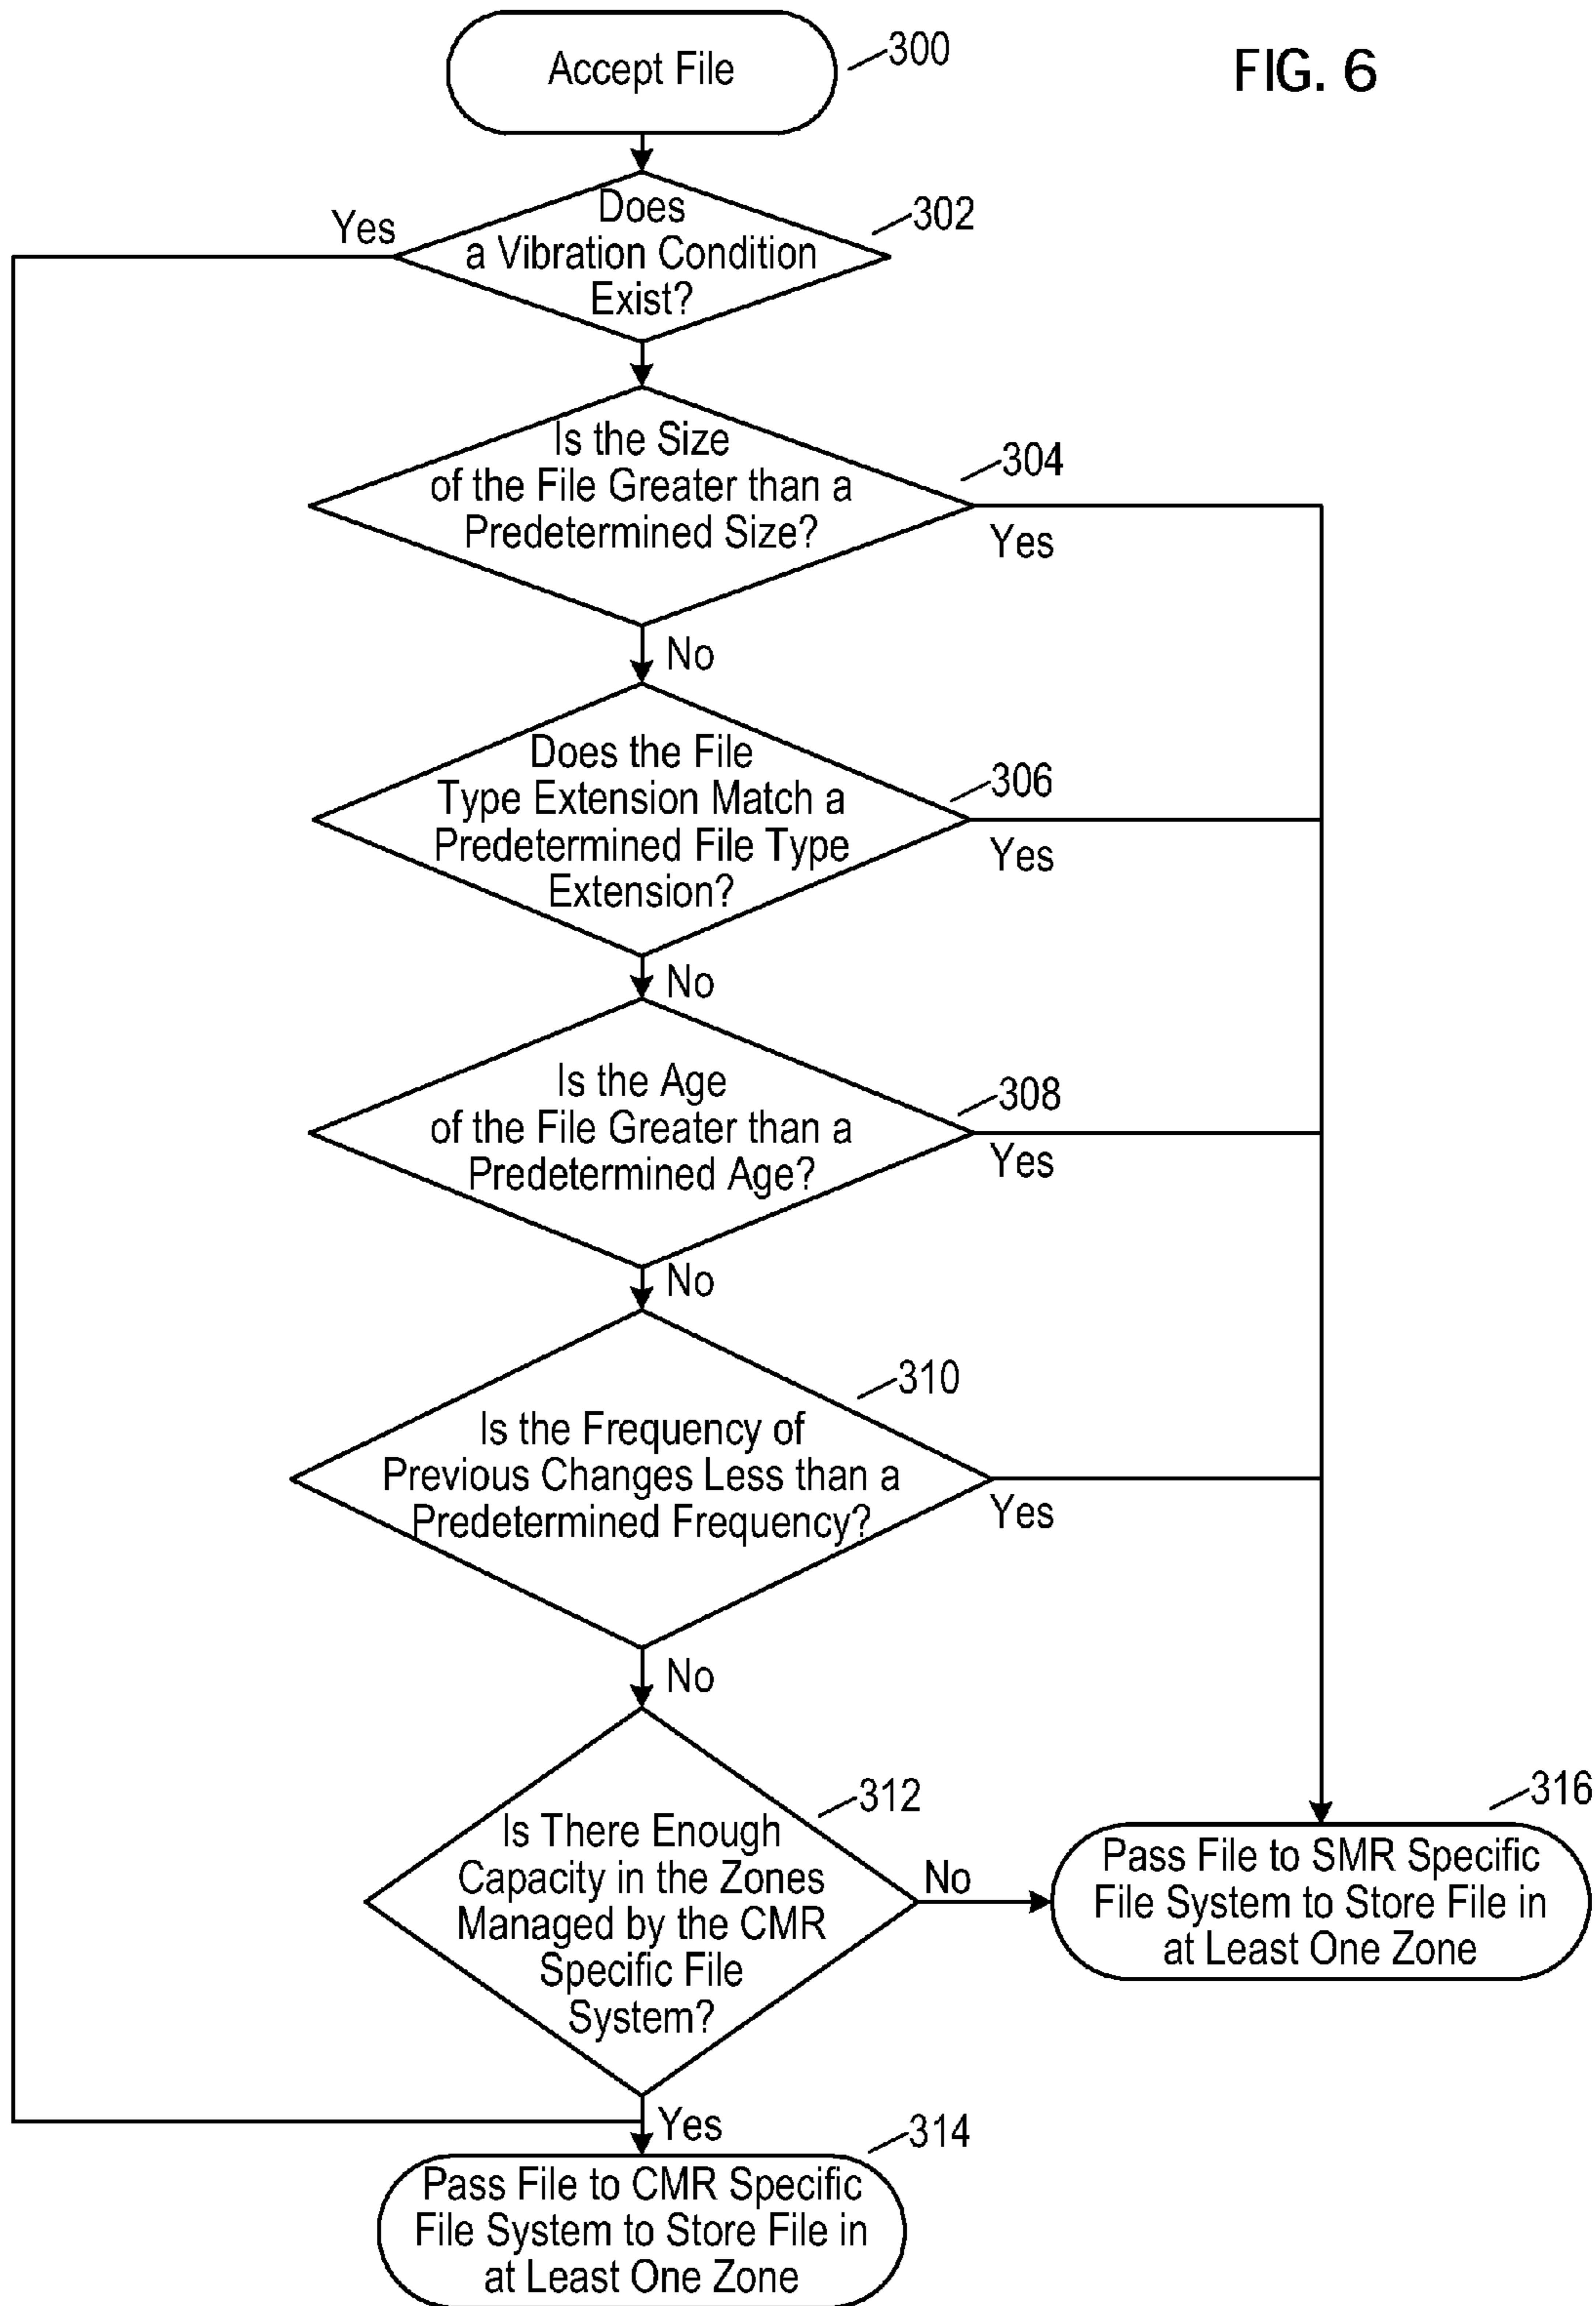 FIG. 6
Accept File
300
Does
a Vibration Condition
Exist?
302
Yes
Is the Size
of the File Greater than a
Predetermined Size?
304
Yes
No
Does the File
Type Extension Match a
Predetermined File Type
Extension?
306
Yes
No
Is the Age
of the File Greater than a
Predetermined Age?
308
Yes
No
Is the Frequency of
Previous Changes Less than a
Predetermined Frequency?
310
Yes
No
Is There Enough
Capacity in the Zones
Managed by the CMR
Specific File
System?
312
No
Yes
Pass File to SMR Specific
File System to Store File in
at Least One Zone
316
Pass File to CMR Specific
File System to Store File in
at Least One Zone
314